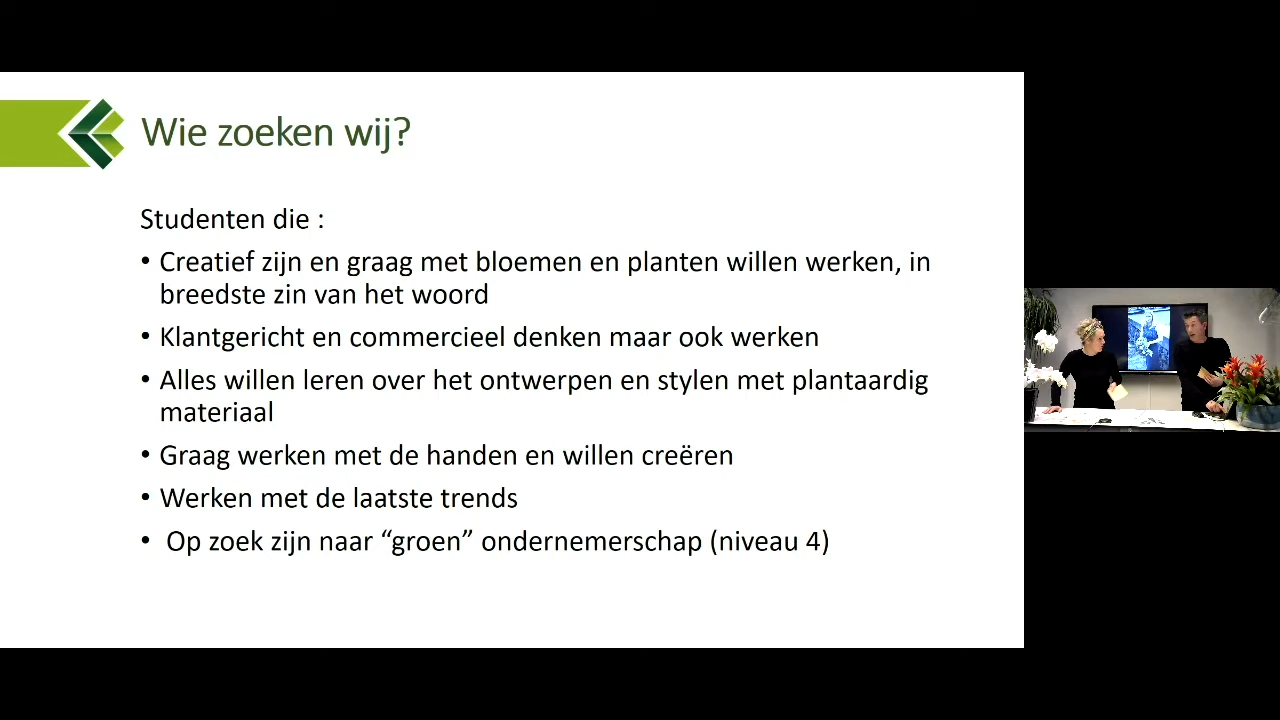 Wie zoeken wij?
Studenten die :
• Creatief zijn en graag met bloemen en planten willen werken, in
breedste zin van het woord
• Klantgericht en commercieel denken maar ook werken
• Alles willen leren over het ontwerpen en stylen met plantaardig
materiaal
• Graag werken met de handen en willen creëren
• Werken met de laatste trends
• Op zoek zijn naar “groen” ondernemerschap (niveau 4)